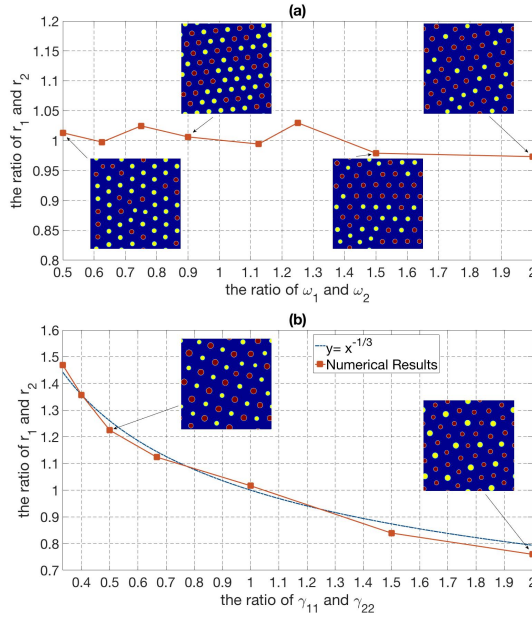 (a)
1.2
1.15
1.1
1.05
1
0.95
0.9
0.85
0.8
the ratio of r₁ and r₂
0.5 0.6 0.7 0.8 0.9 1 1.1 1.2 1.3 1.4 1.5 1.6 1.7 1.8 1.9 2
the ratio of ω₁ and ω₂
(b)
1.6
1.5
1.4
1.3
1.2
1.1
1
0.9
0.8
0.7
the ratio of r₁ and r₂
y= x⁻¹/³
Numerical Results
0.4 0.5 0.6 0.7 0.8 0.9 1 1.1 1.2 1.3 1.4 1.5 1.6 1.7 1.8 1.9 2
the ratio of γ₁₁ and γ₂₂